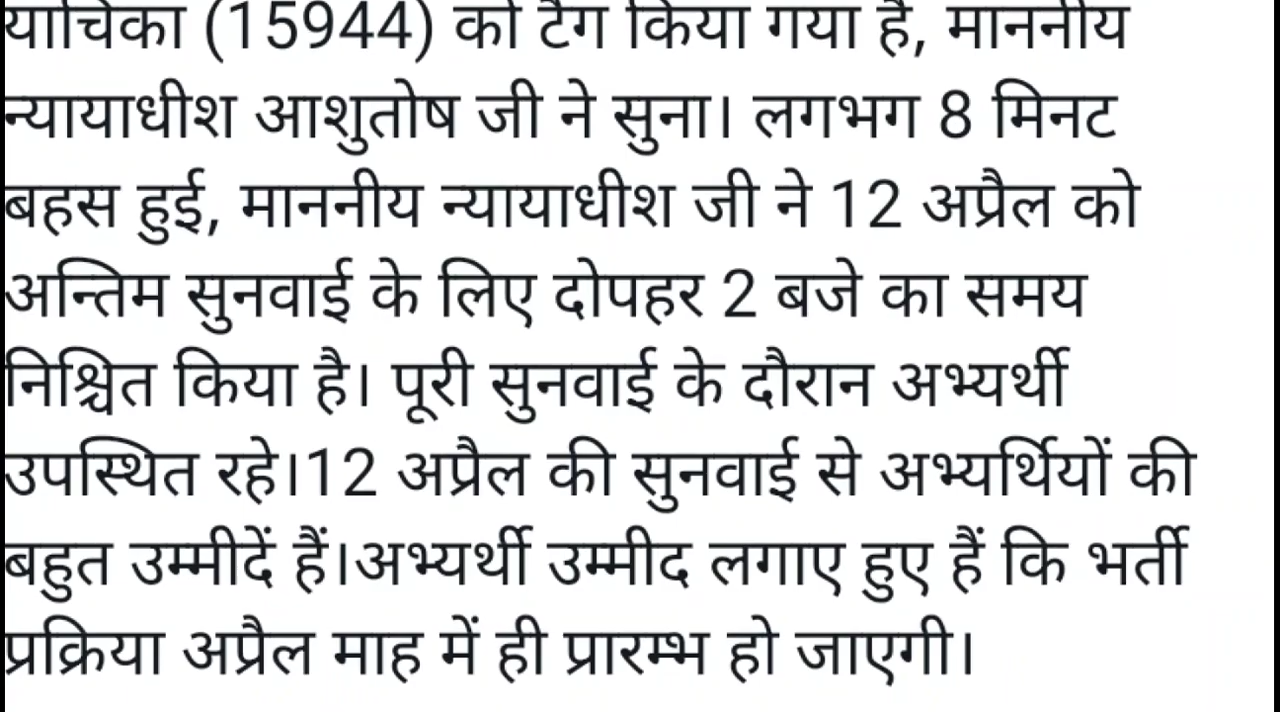 याचिका (15944) को टैग किया गया है, माननीय
न्यायाधीश आशुतोष जी ने सुना। लगभग 8 मिनट
बहस हुई, माननीय न्यायाधीश जी ने 12 अप्रैल को
अन्तिम सुनवाई के लिए दोपहर 2 बजे का समय
निश्चित किया है। पूरी सुनवाई के दौरान अभ्यर्थी
उपस्थित रहे।12 अप्रैल की सुनवाई से अभ्यर्थियों की
बहुत उम्मीदें हैं।अभ्यर्थी उम्मीद लगाए हुए हैं कि भर्ती
प्रक्रिया अप्रैल माह में ही प्रारम्भ हो जाएगी।